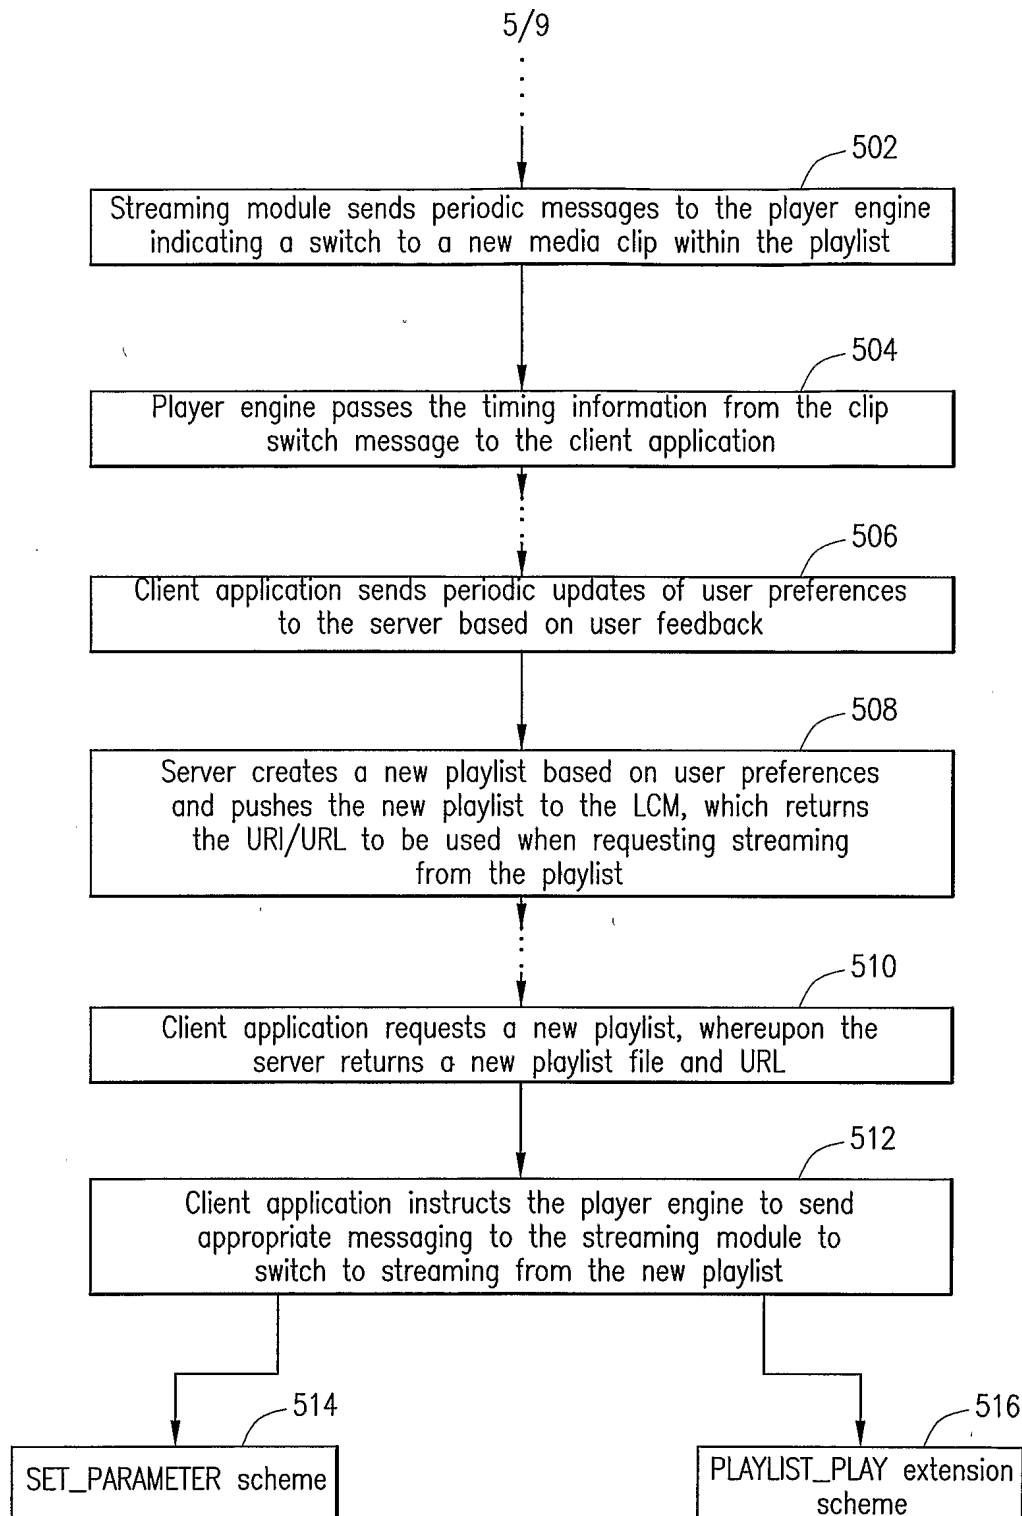 5/9
502
Streaming module sends periodic messages to the player engine
indicating a switch to a new media clip within the playlist
504
Player engine passes the timing information from the clip
switch message to the client application
506
Client application sends periodic updates of user preferences
to the server based on user feedback
508
Server creates a new playlist based on user preferences
and pushes the new playlist to the LCM, which returns
the URI/URL to be used when requesting streaming
from the playlist
510
Client application requests a new playlist, whereupon the
server returns a new playlist file and URL
512
Client application instructs the player engine to send
appropriate messaging to the streaming module to
switch to streaming from the new playlist
514
SET_PARAMETER scheme
516
PLAYLIST_PLAY extension
scheme